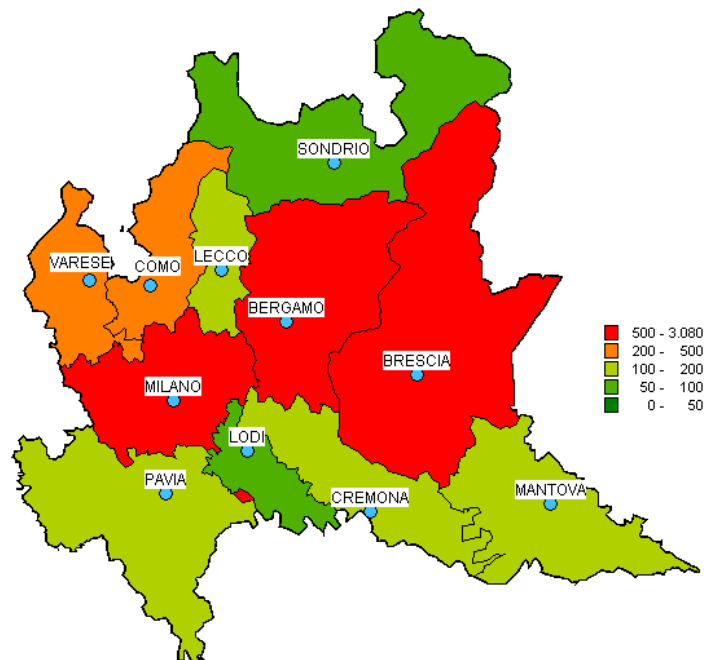 SONDRIO
VARESE
COMO
LECCO
BERGAMO
BRESCIA
MILANO
LODI
PAVIA
CREMONA
MANTOVA
500 - 3.080
200 - 500
100 - 200
50 - 100
0 - 50